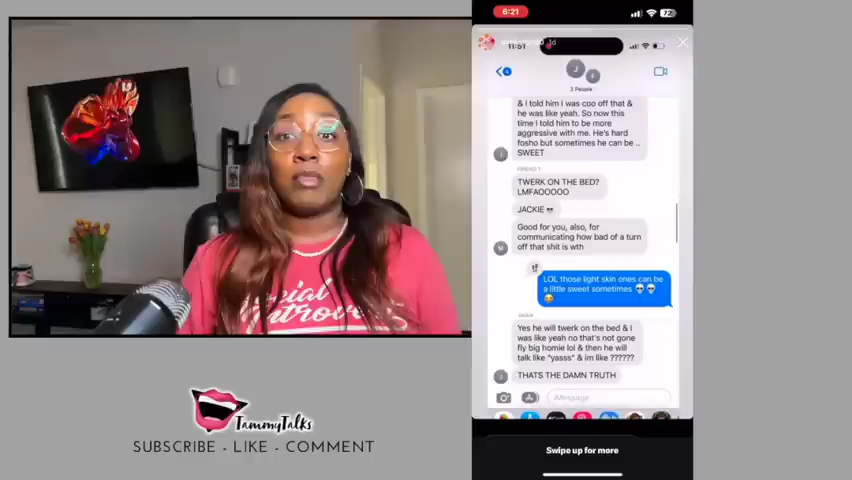 6:21
72
11:51
1d
6
J
F
2 People
& I told him I was coo off that &
he was like yeah. So now this
time I told him to be more
aggressive with me. He's hard
fosho but sometimes he can be ..
SWEET
J
FRIEND 1
TWERK ON THE BED?
LMFAOOOOO
JACKIE 💀
Good for you, also, for
communicating how bad of a turn
off that shit is wth
M
!!
LOL those light skin ones can be
a little sweet sometimes 💀💀
😂
Jackie
Yes he will twerk on the bed & I
was like yeah no that's not gone
fly big homie lol & then he will
talk like "yasss" & im like ??????
THATS THE DAMN TRUTH
J
iMessage
Swipe up for more
Social
Introvert
TammyTalks
SUBSCRIBE - LIKE - COMMENT